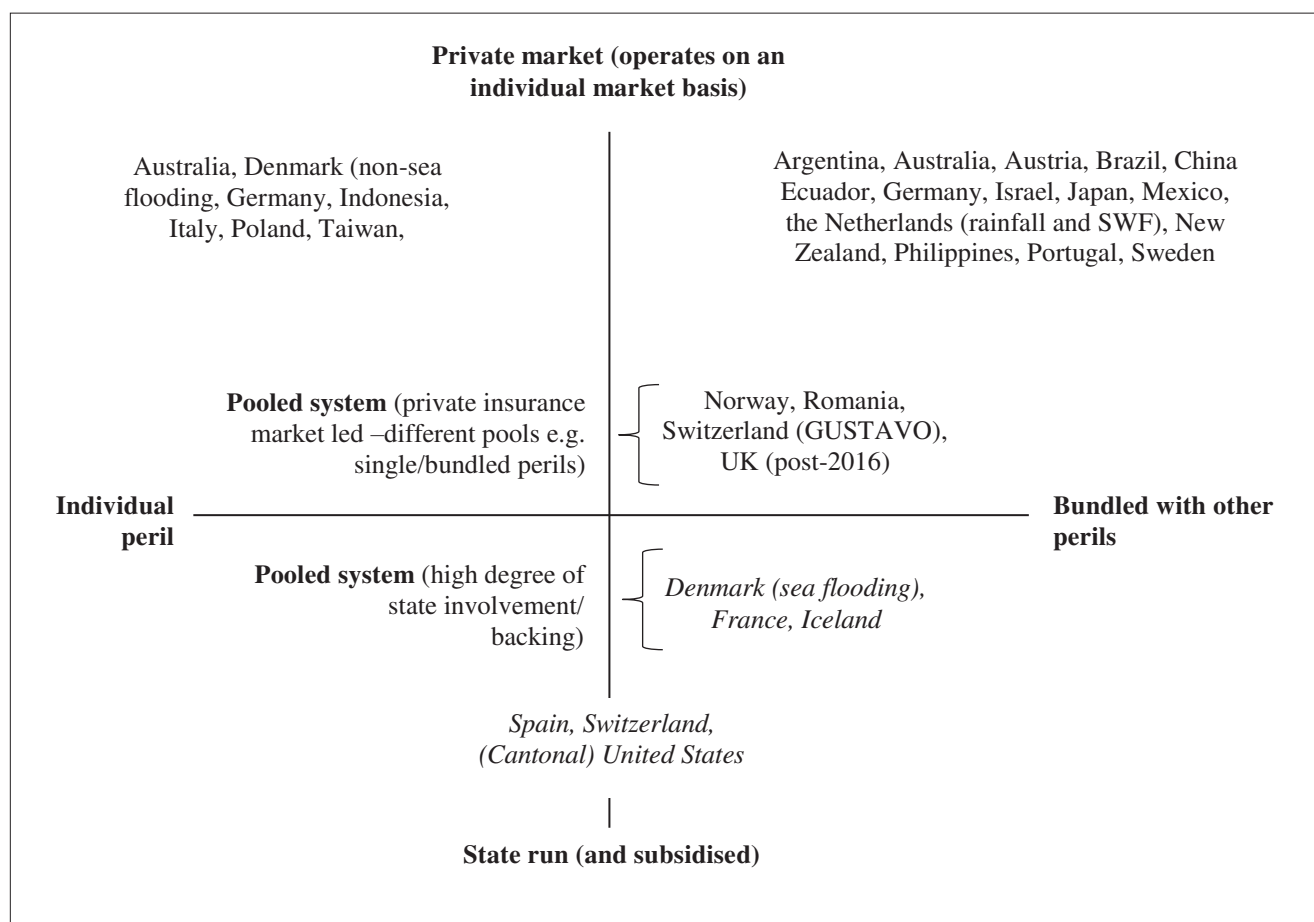 Private market (operates on an
individual market basis)
Australia, Denmark (non-sea
flooding, Germany, Indonesia,
Italy, Poland, Taiwan,
Argentina, Australia, Austria, Brazil, China
Ecuador, Germany, Israel, Japan, Mexico,
the Netherlands (rainfall and SWF), New
Zealand, Philippines, Portugal, Sweden
Pooled system (private insurance
market led –different pools e.g.
single/bundled perils)
Norway, Romania,
Switzerland (GUSTAVO),
UK (post-2016)
Individual
peril
Bundled with other
perils
Pooled system (high degree of
state involvement/
backing)
Denmark (sea flooding),
France, Iceland
Spain, Switzerland,
(Cantonal) United States
State run (and subsidised)